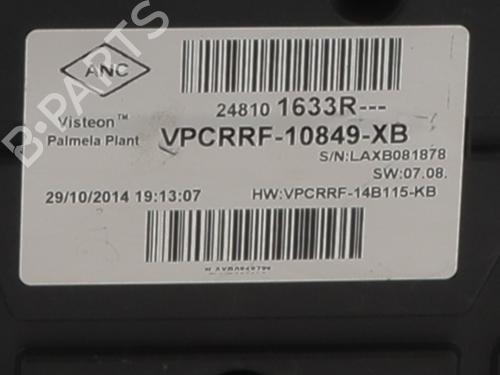 ANC
24810 1633R---
Visteon™
Palmela Plant
VPCRRF-10849-XB
S/N:LAXB081878
SW:07.08.
29/10/2014 19:13:07
HW:VPCRRF-14B115-KB
B-PARTS